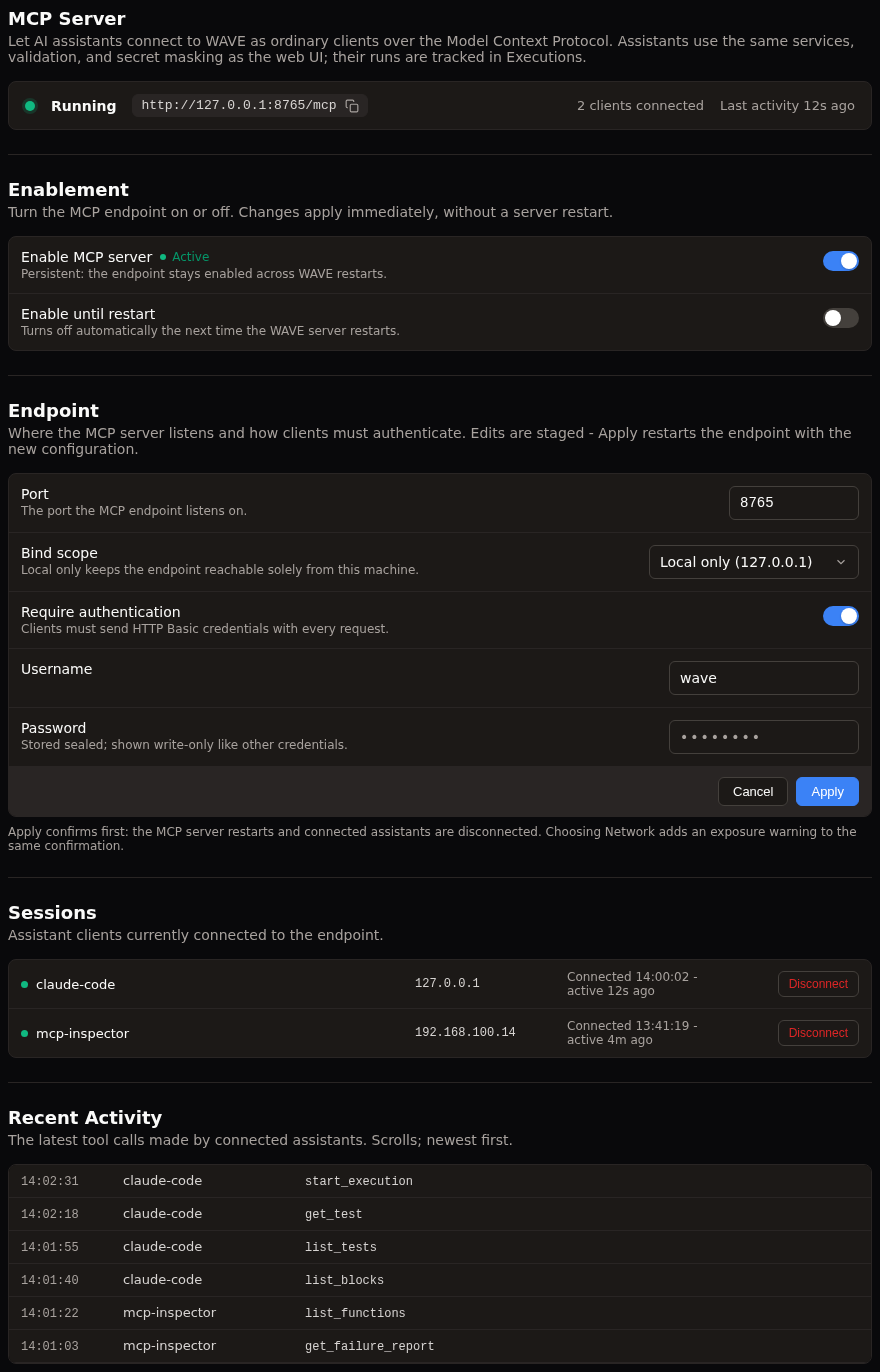 MCP Server
Let AI assistants connect to WAVE as ordinary clients over the Model Context Protocol. Assistants use the same services,
validation, and secret masking as the web UI; their runs are tracked in Executions.
Running http://127.0.0.1:8765/mcp 2 clients connected Last activity 12s ago
Enablement
Turn the MCP endpoint on or off. Changes apply immediately, without a server restart.
Enable MCP server Active
Persistent: the endpoint stays enabled across WAVE restarts.
Enable until restart
Turns off automatically the next time the WAVE server restarts.
Endpoint
Where the MCP server listens and how clients must authenticate. Edits are staged - Apply restarts the endpoint with the
new configuration.
Port
The port the MCP endpoint listens on.
8765
Bind scope
Local only keeps the endpoint reachable solely from this machine.
Local only (127.0.0.1)
Require authentication
Clients must send HTTP Basic credentials with every request.
Username
wave
Password
Stored sealed; shown write-only like other credentials.
••••••••
Cancel Apply
Apply confirms first: the MCP server restarts and connected assistants are disconnected. Choosing Network adds an exposure warning to the
same confirmation.
Sessions
Assistant clients currently connected to the endpoint.
claude-code 127.0.0.1 Connected 14:00:02 -
active 12s ago
Disconnect
mcp-inspector 192.168.100.14 Connected 13:41:19 -
active 4m ago
Disconnect
Recent Activity
The latest tool calls made by connected assistants. Scrolls; newest first.
14:02:31 claude-code start_execution
14:02:18 claude-code get_test
14:01:55 claude-code list_tests
14:01:40 claude-code list_blocks
14:01:22 mcp-inspector list_functions
14:01:03 mcp-inspector get_failure_report